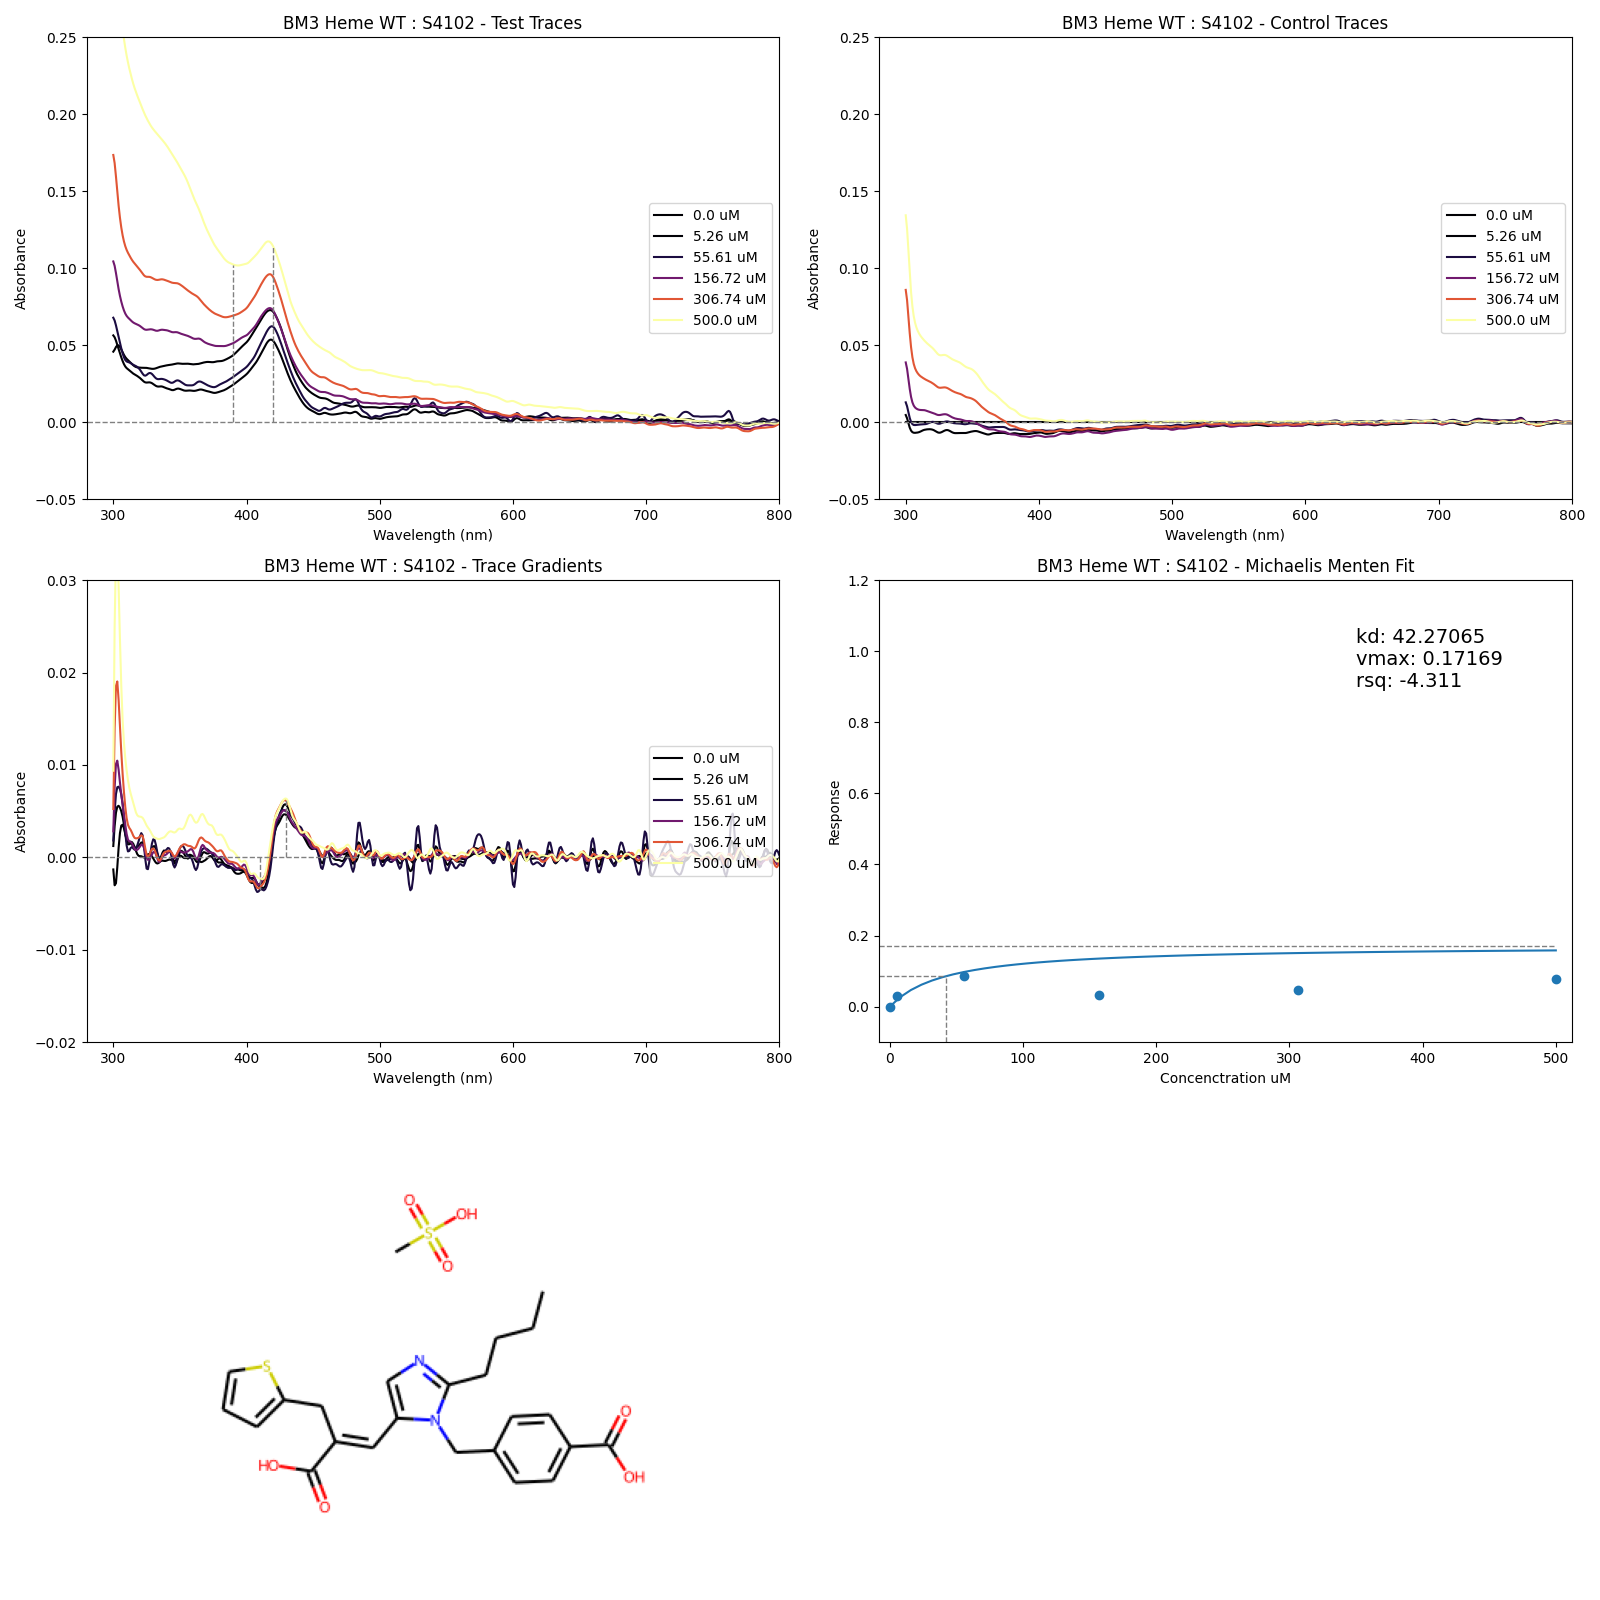 BM3 Heme WT : S4102 - Test Traces
0.25
0.20
0.15
0.10
0.05
0.00
−0.05
Absorbance
300 400 500 600 700 800
Wavelength (nm)
0.0 uM
5.26 uM
55.61 uM
156.72 uM
306.74 uM
500.0 uM
BM3 Heme WT : S4102 - Control Traces
0.25
0.20
0.15
0.10
0.05
0.00
−0.05
Absorbance
300 400 500 600 700 800
Wavelength (nm)
0.0 uM
5.26 uM
55.61 uM
156.72 uM
306.74 uM
500.0 uM
BM3 Heme WT : S4102 - Trace Gradients
0.03
0.02
0.01
0.00
−0.01
−0.02
Absorbance
300 400 500 600 700 800
Wavelength (nm)
0.0 uM
5.26 uM
55.61 uM
156.72 uM
306.74 uM
500.0 uM
BM3 Heme WT : S4102 - Michaelis Menten Fit
1.2
1.0
0.8
0.6
0.4
0.2
0.0
Response
0 100 200 300 400 500
Concenctration uM
kd: 42.27065
vmax: 0.17169
rsq: -4.311
O
OH
S
O
N
S
N
O
HO
OH
O